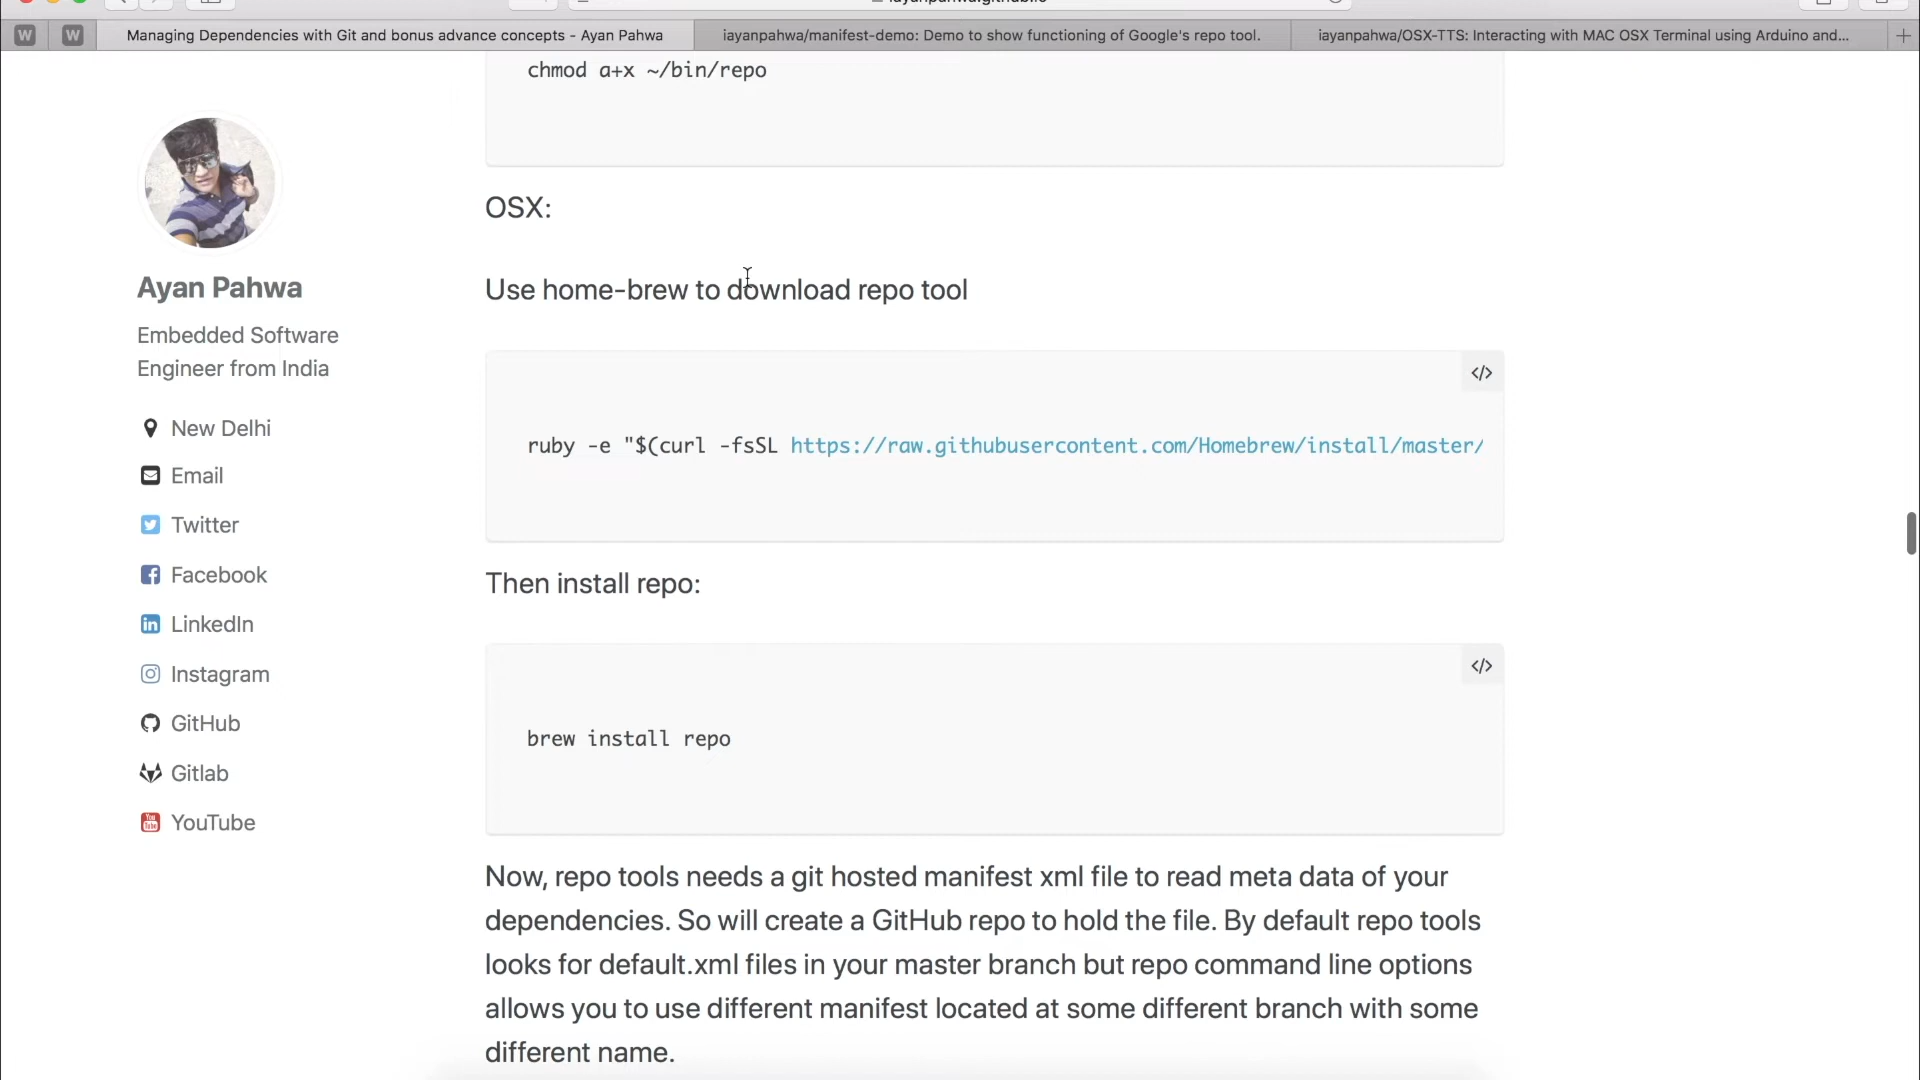 W
W
Managing Dependencies with Git and bonus advance concepts - Ayan Pahwa
iayanpahwa/manifest-demo: Demo to show functioning of Google's repo tool.
iayanpahwa/OSX-TTS: Interacting with MAC OSX Terminal using Arduino and...
chmod a+x ~/bin/repo
OSX:
Use home-brew to download repo tool
</>
ruby -e "$(curl -fsSL https://raw.githubusercontent.com/Homebrew/install/master/
Then install repo:
</>
brew install repo
Now, repo tools needs a git hosted manifest xml file to read meta data of your
dependencies. So will create a GitHub repo to hold the file. By default repo tools
looks for default.xml files in your master branch but repo command line options
allows you to use different manifest located at some different branch with some
different name.
Ayan Pahwa
Embedded Software
Engineer from India
New Delhi
Email
Twitter
Facebook
LinkedIn
Instagram
GitHub
Gitlab
YouTube